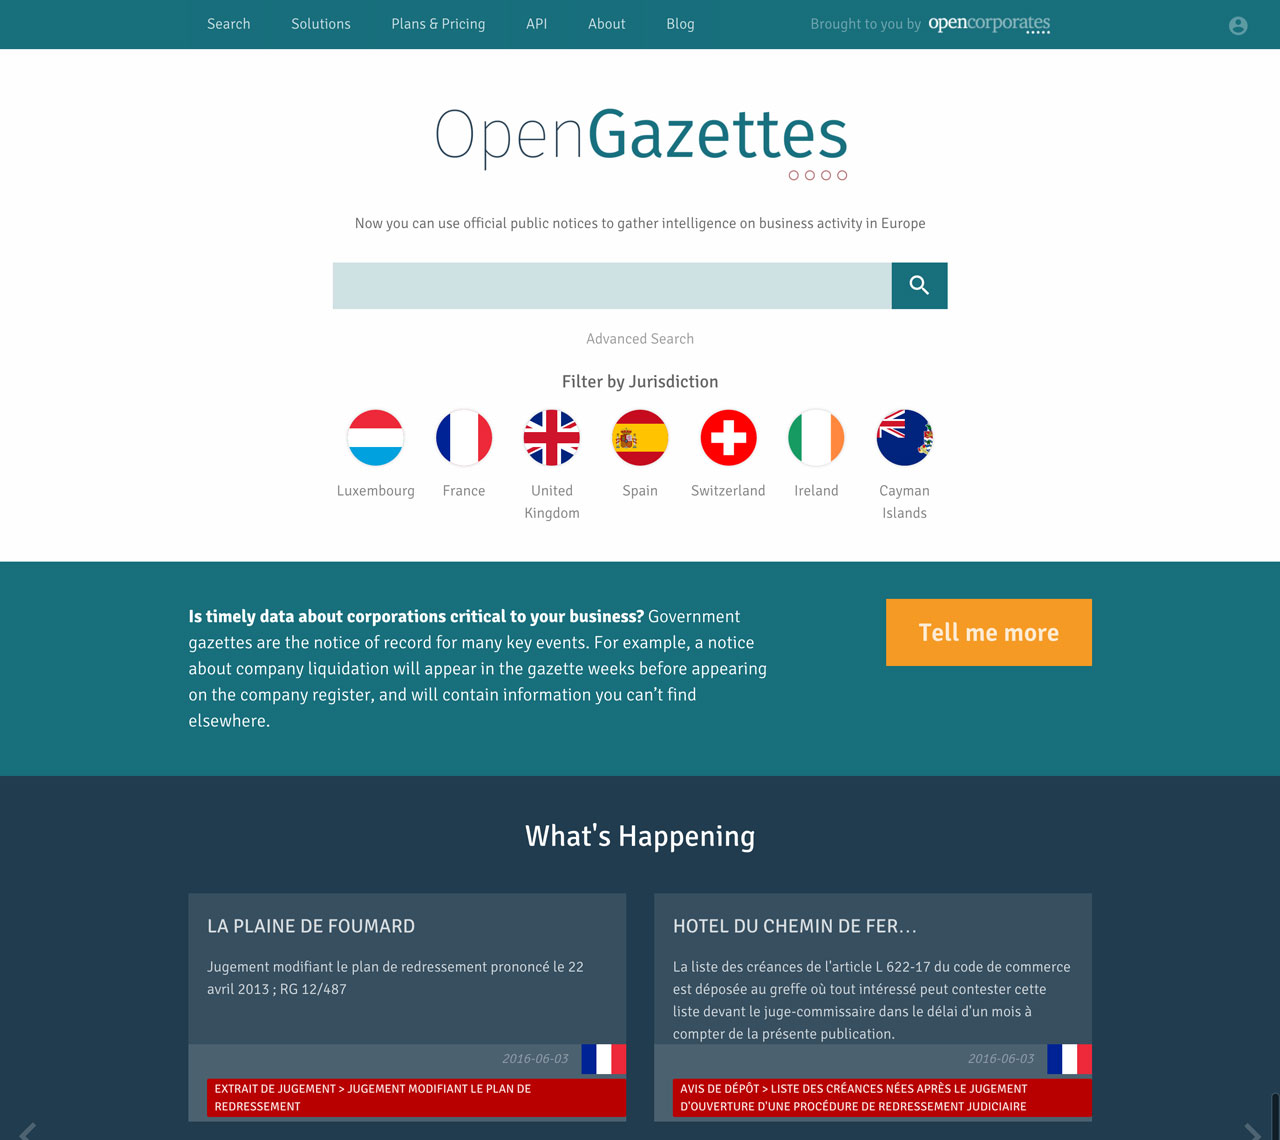 Search Solutions Plans & Pricing API About Blog Brought to you by opencorporates
OpenGazettes
Now you can use official public notices to gather intelligence on business activity in Europe
Advanced Search
Filter by Jurisdiction
Luxembourg France United Kingdom Spain Switzerland Ireland Cayman Islands
Is timely data about corporations critical to your business? Government
gazettes are the notice of record for many key events. For example, a notice
about company liquidation will appear in the gazette weeks before appearing
on the company register, and will contain information you can’t find
elsewhere.
Tell me more
What's Happening
LA PLAINE DE FOUMARD
Jugement modifiant le plan de redressement prononcé le 22
avril 2013 ; RG 12/487
2016-06-03
EXTRAIT DE JUGEMENT > JUGEMENT MODIFIANT LE PLAN DE
REDRESSEMENT
HOTEL DU CHEMIN DE FER...
La liste des créances de l'article L 622-17 du code de commerce
est déposée au greffe où tout intéressé peut contester cette
liste devant le juge-commissaire dans le délai d'un mois à
compter de la présente publication.
2016-06-03
AVIS DE DÉPÔT > LISTE DES CRÉANCES NÉES APRÈS LE JUGEMENT
D'OUVERTURE D'UNE PROCÉDURE DE REDRESSEMENT JUDICIAIRE